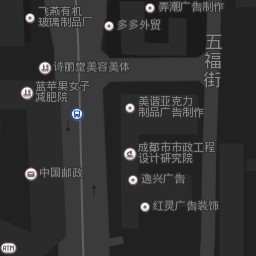 弄潮广告制作
飞燕有机
玻璃制品厂
多多外贸
五福街
诗丽堂美容美体
蓝苹果女子
减肥院
美谐亚克力
制品广告制作
成都市市政工程
设计研究院
中国邮政
逸兴广告
红灵广告装饰
ATM